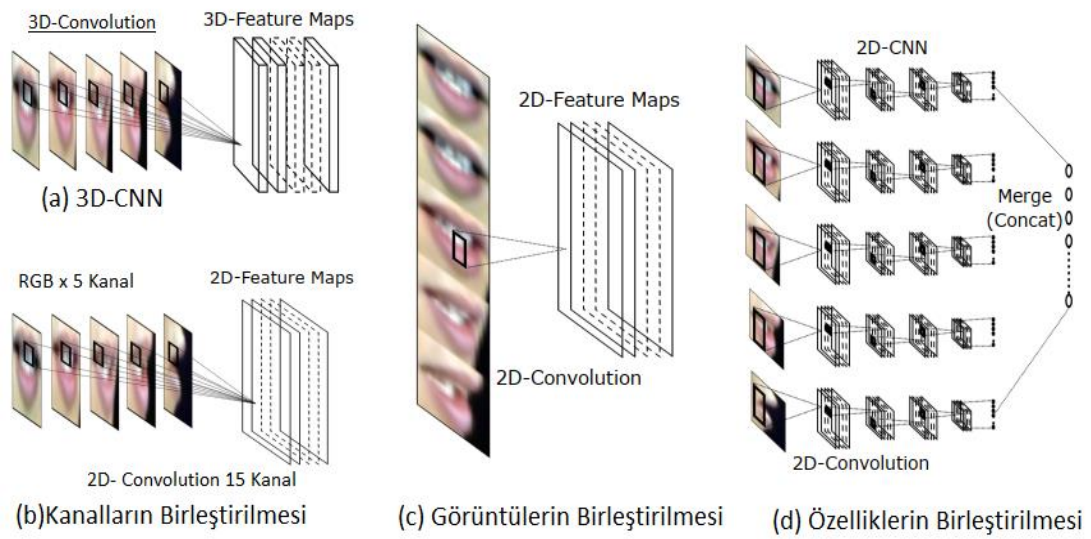 3D-Convolution
3D-Feature Maps
(a) 3D-CNN
RGB x 5 Kanal
2D-Feature Maps
2D- Convolution 15 Kanal
(b)Kanalların Birleştirilmesi
2D-Feature Maps
2D-Convolution
(c) Görüntülerin Birleştirilmesi
2D-CNN
Merge
(Concat)
2D-Convolution
(d) Özelliklerin Birleştirilmesi